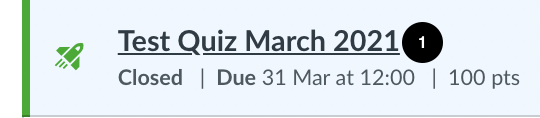 Test Quiz March 2021 1
Closed | Due 31 Mar at 12:00 | 100 pts